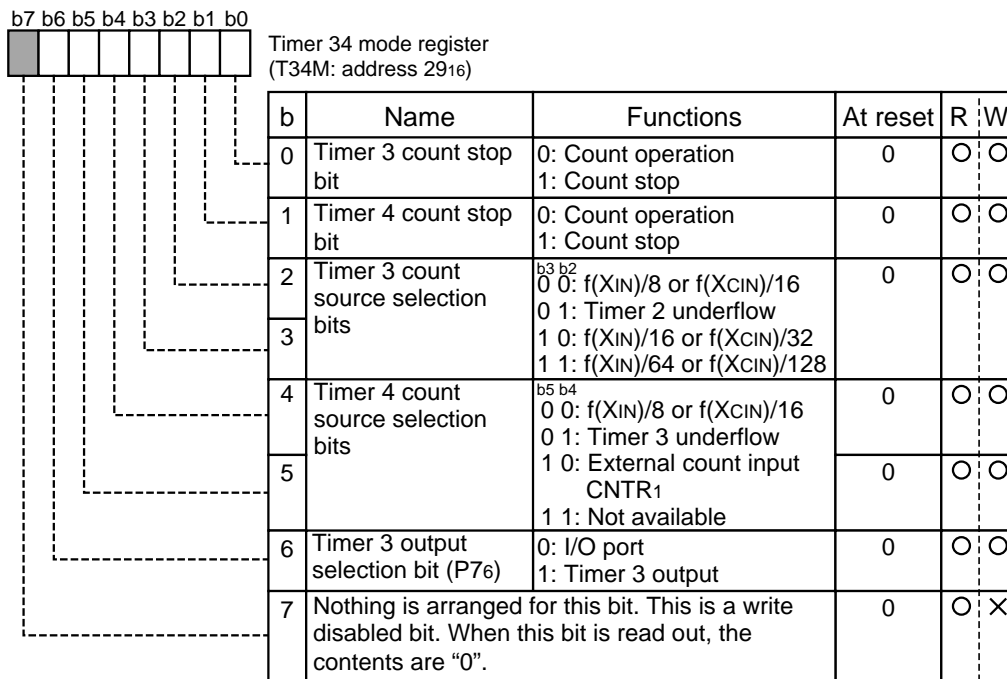 b7 b6 b5 b4 b3 b2 b1 b0
Timer 34 mode register
(T34M: address 2916)
b Name Functions At reset R W
0 Timer 3 count stop bit 0: Count operation 0 O O
1: Count stop
1 Timer 4 count stop bit 0: Count operation 0 O O
1: Count stop
2 Timer 3 count source selection bits b3 b2 0 O O
0 0: f(XIN)/8 or f(XCIN)/16
0 1: Timer 2 underflow
3 1 0: f(XIN)/16 or f(XCIN)/32
1 1: f(XIN)/64 or f(XCIN)/128
4 Timer 4 count source selection bits b5 b4 0 O O
0 0: f(XIN)/8 or f(XCIN)/16
0 1: Timer 3 underflow
5 1 0: External count input 0 O O
CNTR1
1 1: Not available
6 Timer 3 output selection bit (P76) 0: I/O port 0 O O
1: Timer 3 output
7 Nothing is arranged for this bit. This is a write 0 O ×
disabled bit. When this bit is read out, the
contents are “0”.